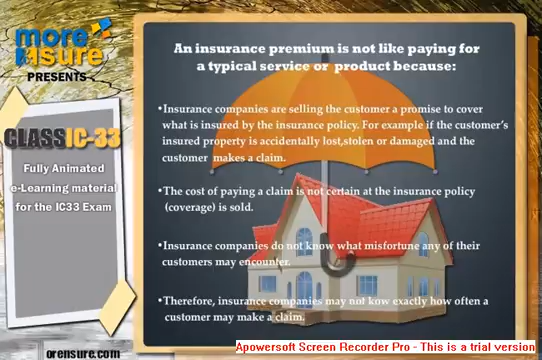 more
insure
PRESENTS
CLASSIC-33
Fully Animated
e-Learning material
for the IC33 Exam
orensure.com
An insurance premium is not like paying for
a typical service or product because:
•Insurance companies are selling the customer a promise to cover
what is insured by the insurance policy. For example if the customer's
insured property is accidentally lost,stolen or damaged and the
customer makes a claim.
•The cost of paying a claim is not certain at the insurance policy
(coverage) is sold.
•Insurance companies do not know what misfortune any of their
customers may encounter.
•Therefore, insurance companies may not kow exactly how often a
customer may make a claim.
Apowersoft Screen Recorder Pro - This is a trial version